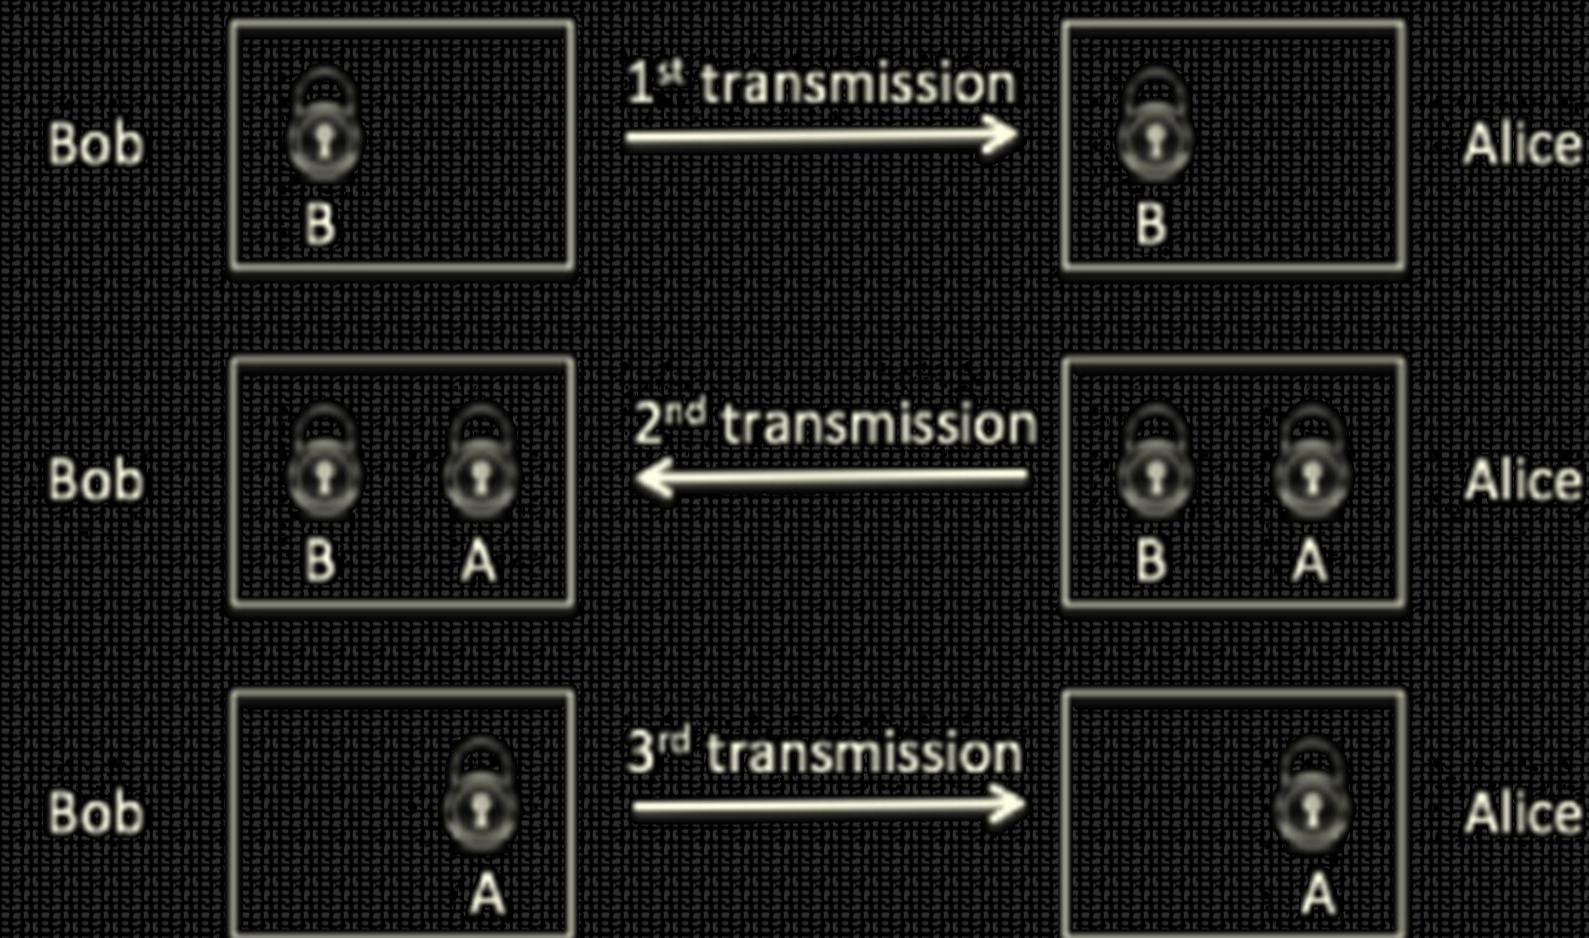 1st transmission
Bob
Alice
B
B
2nd transmission
Bob
Alice
B A
B A
3rd transmission
Bob
Alice
A
A